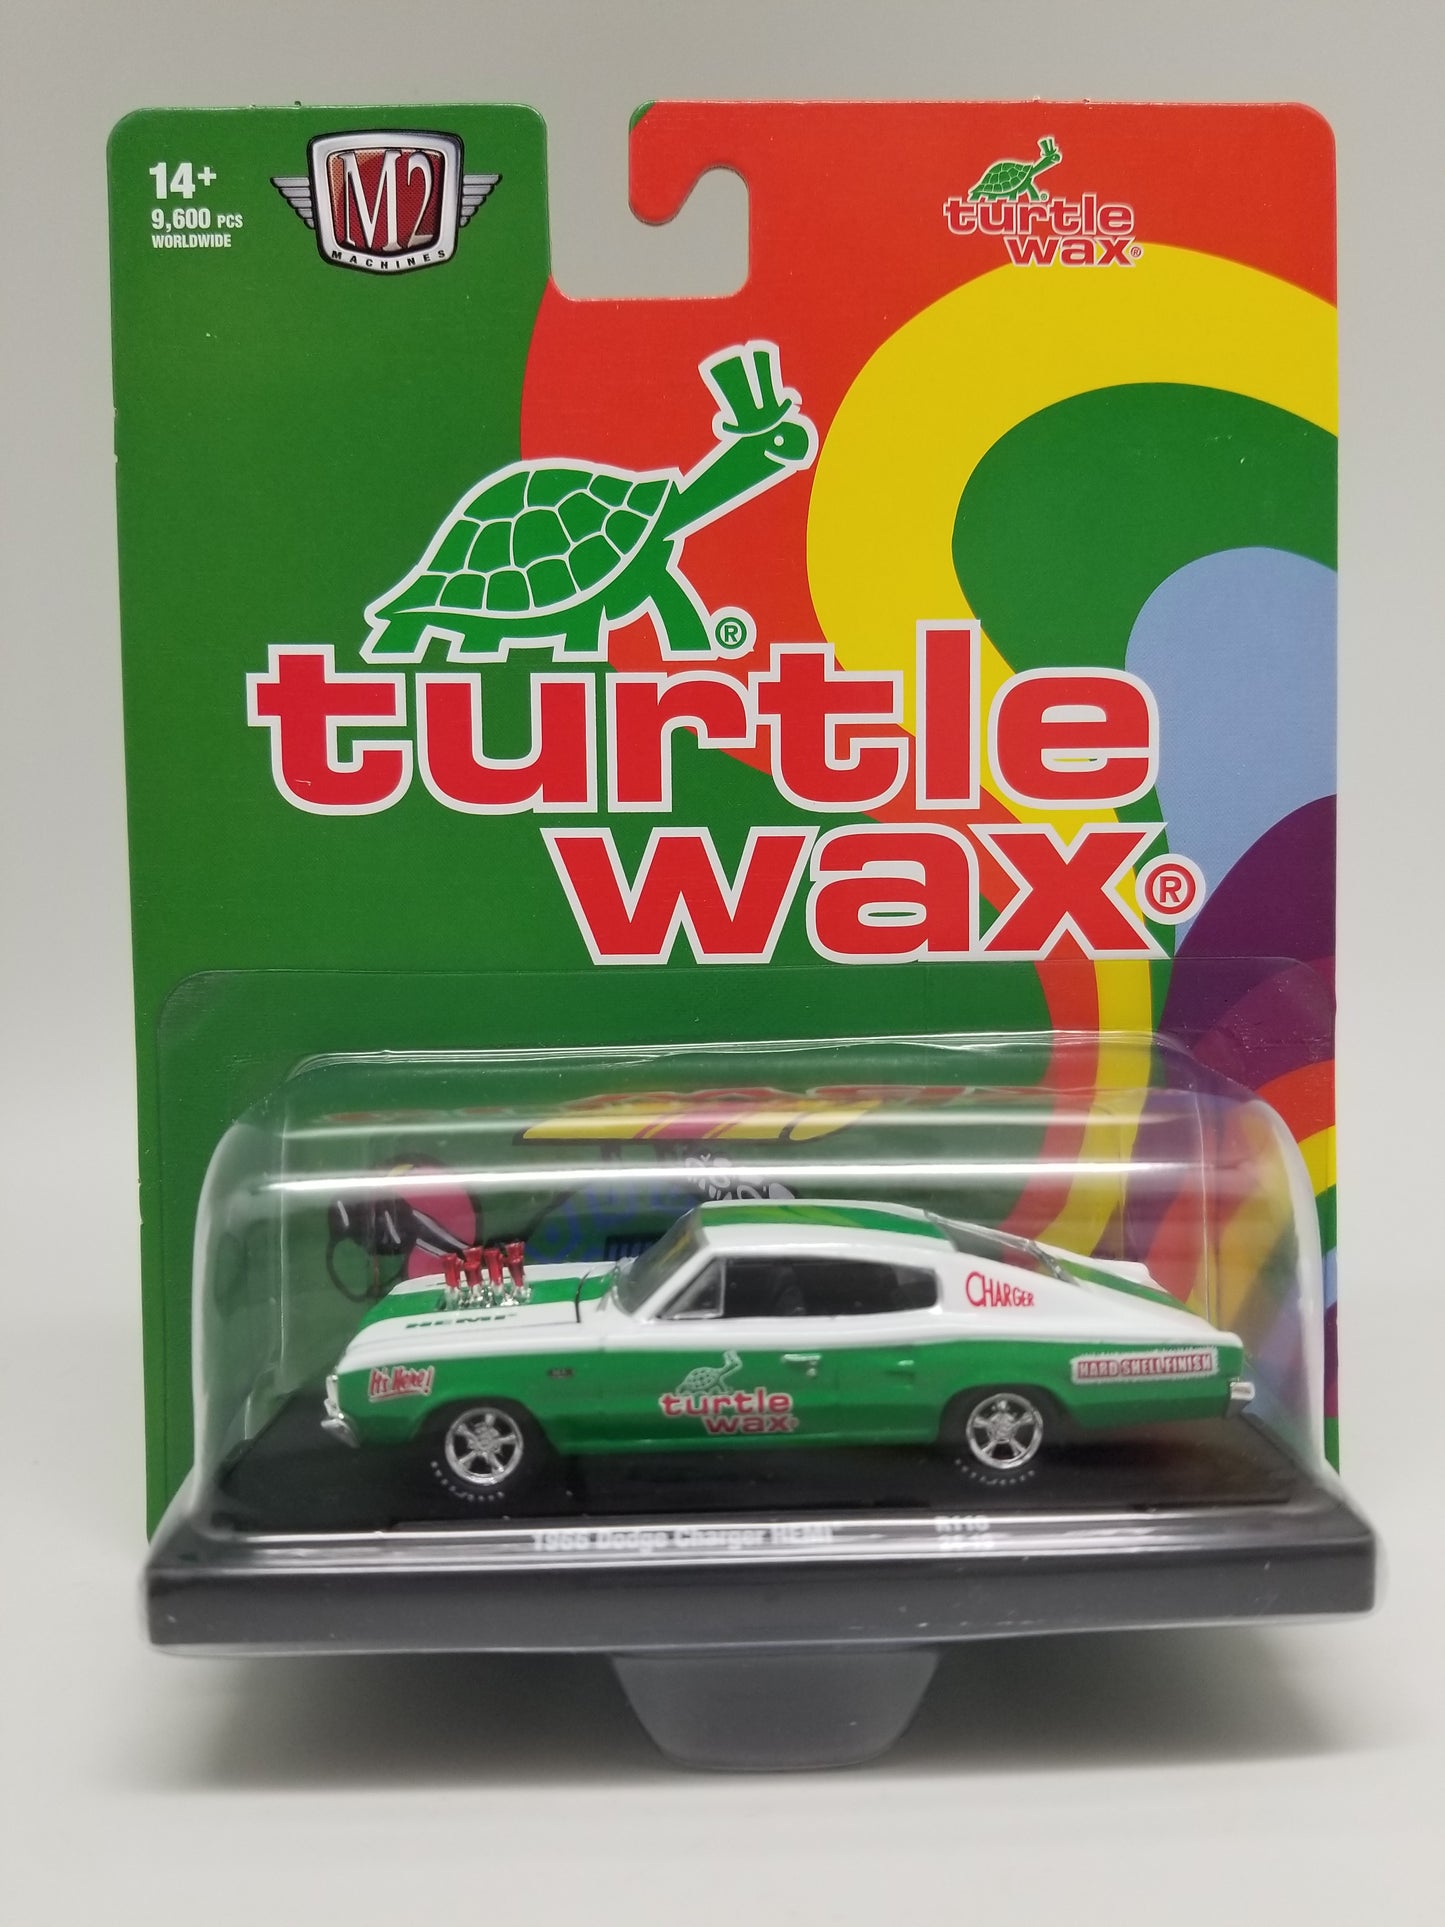 14+
9,600 PCS
WORLDWIDE
M2
MACHINES
turtle
wax®
®
turtle
wax®
HEMI
CHARGER
It's Here!
HARD SHELL FINISH
turtle
wax®
1966 Dodge Charger HEMI